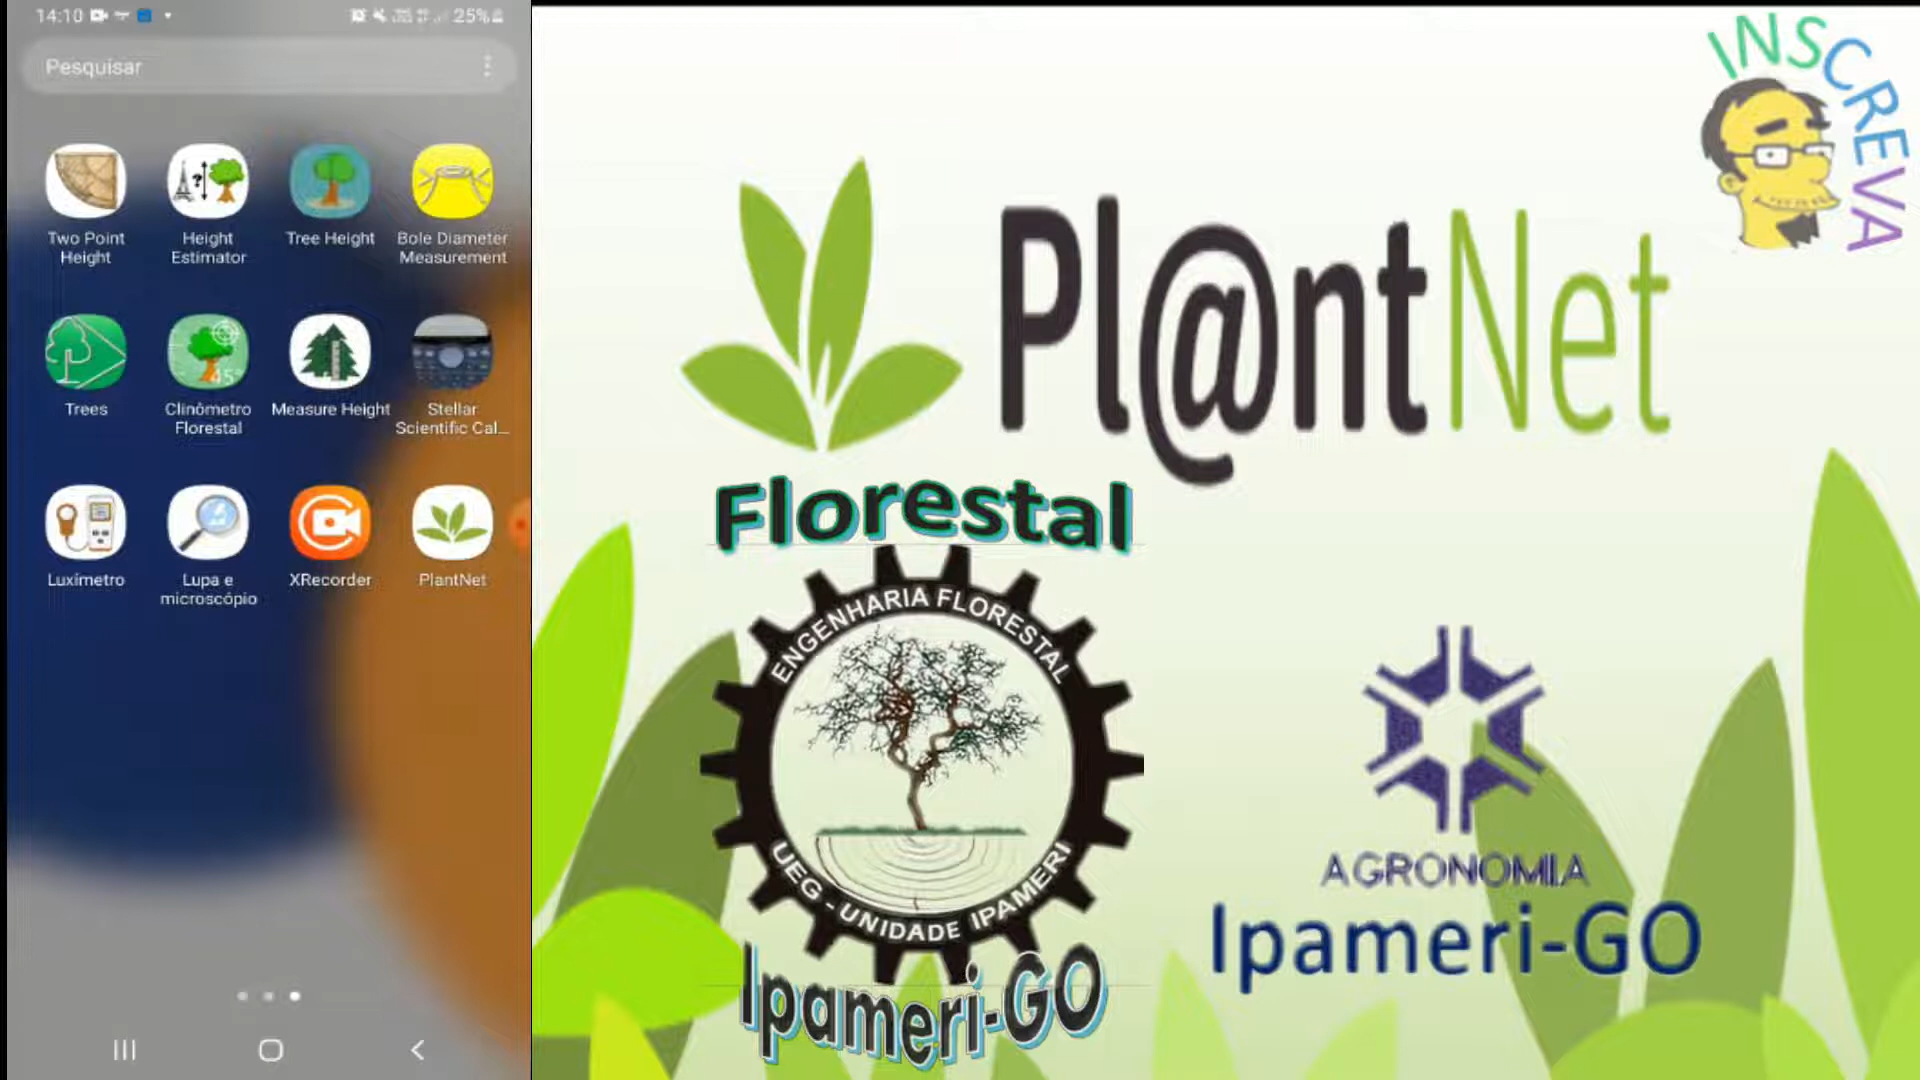 14:10
25%
Pesquisar
Two Point
Height
Height
Estimator
Tree Height
Bole Diameter
Measurement
Trees
Clinômetro
Florestal
45°
Measure Height
Stellar
Scientific Cal...
Luxímetro
Lupa e
microscópio
XRecorder
PlantNet
INSCREVA
Pl@ntNet
Florestal
ENGENHARIA FLORESTAL
UEG - UNIDADE IPAMERI
Ipameri-GO
AGRONOMIA
Ipameri-GO